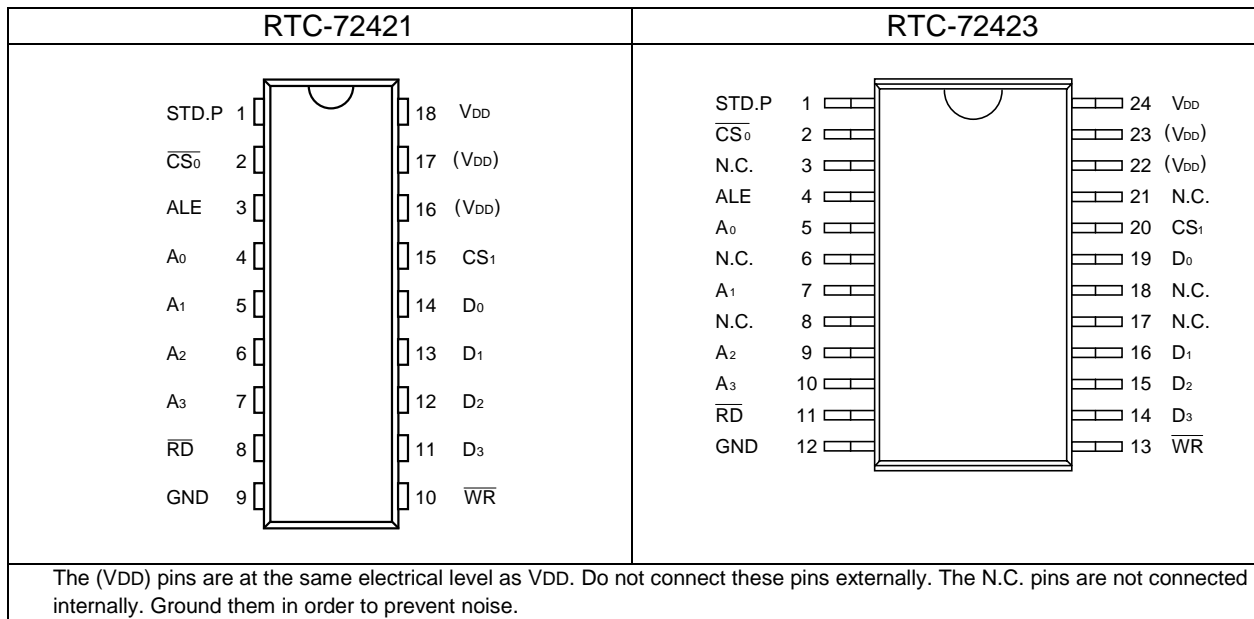 RTC-72421
RTC-72423
STD.P 1 18 VDD
CS0 2 17 (VDD)
ALE 3 16 (VDD)
A0 4 15 CS1
A1 5 14 D0
A2 6 13 D1
A3 7 12 D2
RD 8 11 D3
GND 9 10 WR
STD.P 1 24 VDD
CS0 2 23 (VDD)
N.C. 3 22 (VDD)
ALE 4 21 N.C.
A0 5 20 CS1
N.C. 6 19 D0
A1 7 18 N.C.
N.C. 8 17 N.C.
A2 9 16 D1
A3 10 15 D2
RD 11 14 D3
GND 12 13 WR
The (VDD) pins are at the same electrical level as VDD. Do not connect these pins externally. The N.C. pins are not connected
internally. Ground them in order to prevent noise.